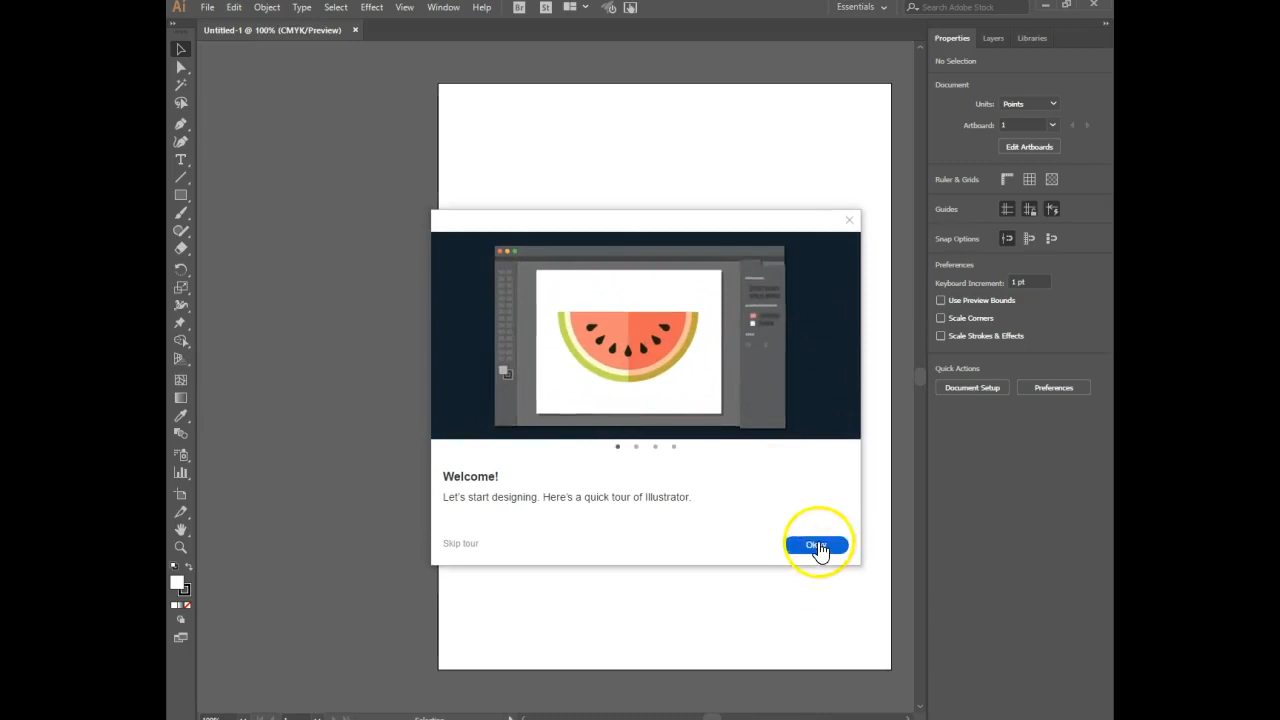 Ai File Edit Object Type Select Effect View Window Help Br St Essentials Search Adobe Stock
Untitled-1 @ 100% (CMYK/Preview)
Properties Layers Libraries
No Selection
Document
Units: Points
Artboard: 1
Edit Artboards
Ruler & Grids
Guides
Snap Options
Preferences
Keyboard Increment: 1 pt
Use Preview Bounds
Scale Corners
Scale Strokes & Effects
Quick Actions
Document Setup Preferences
Welcome!
Let's start designing. Here's a quick tour of Illustrator.
Skip tour